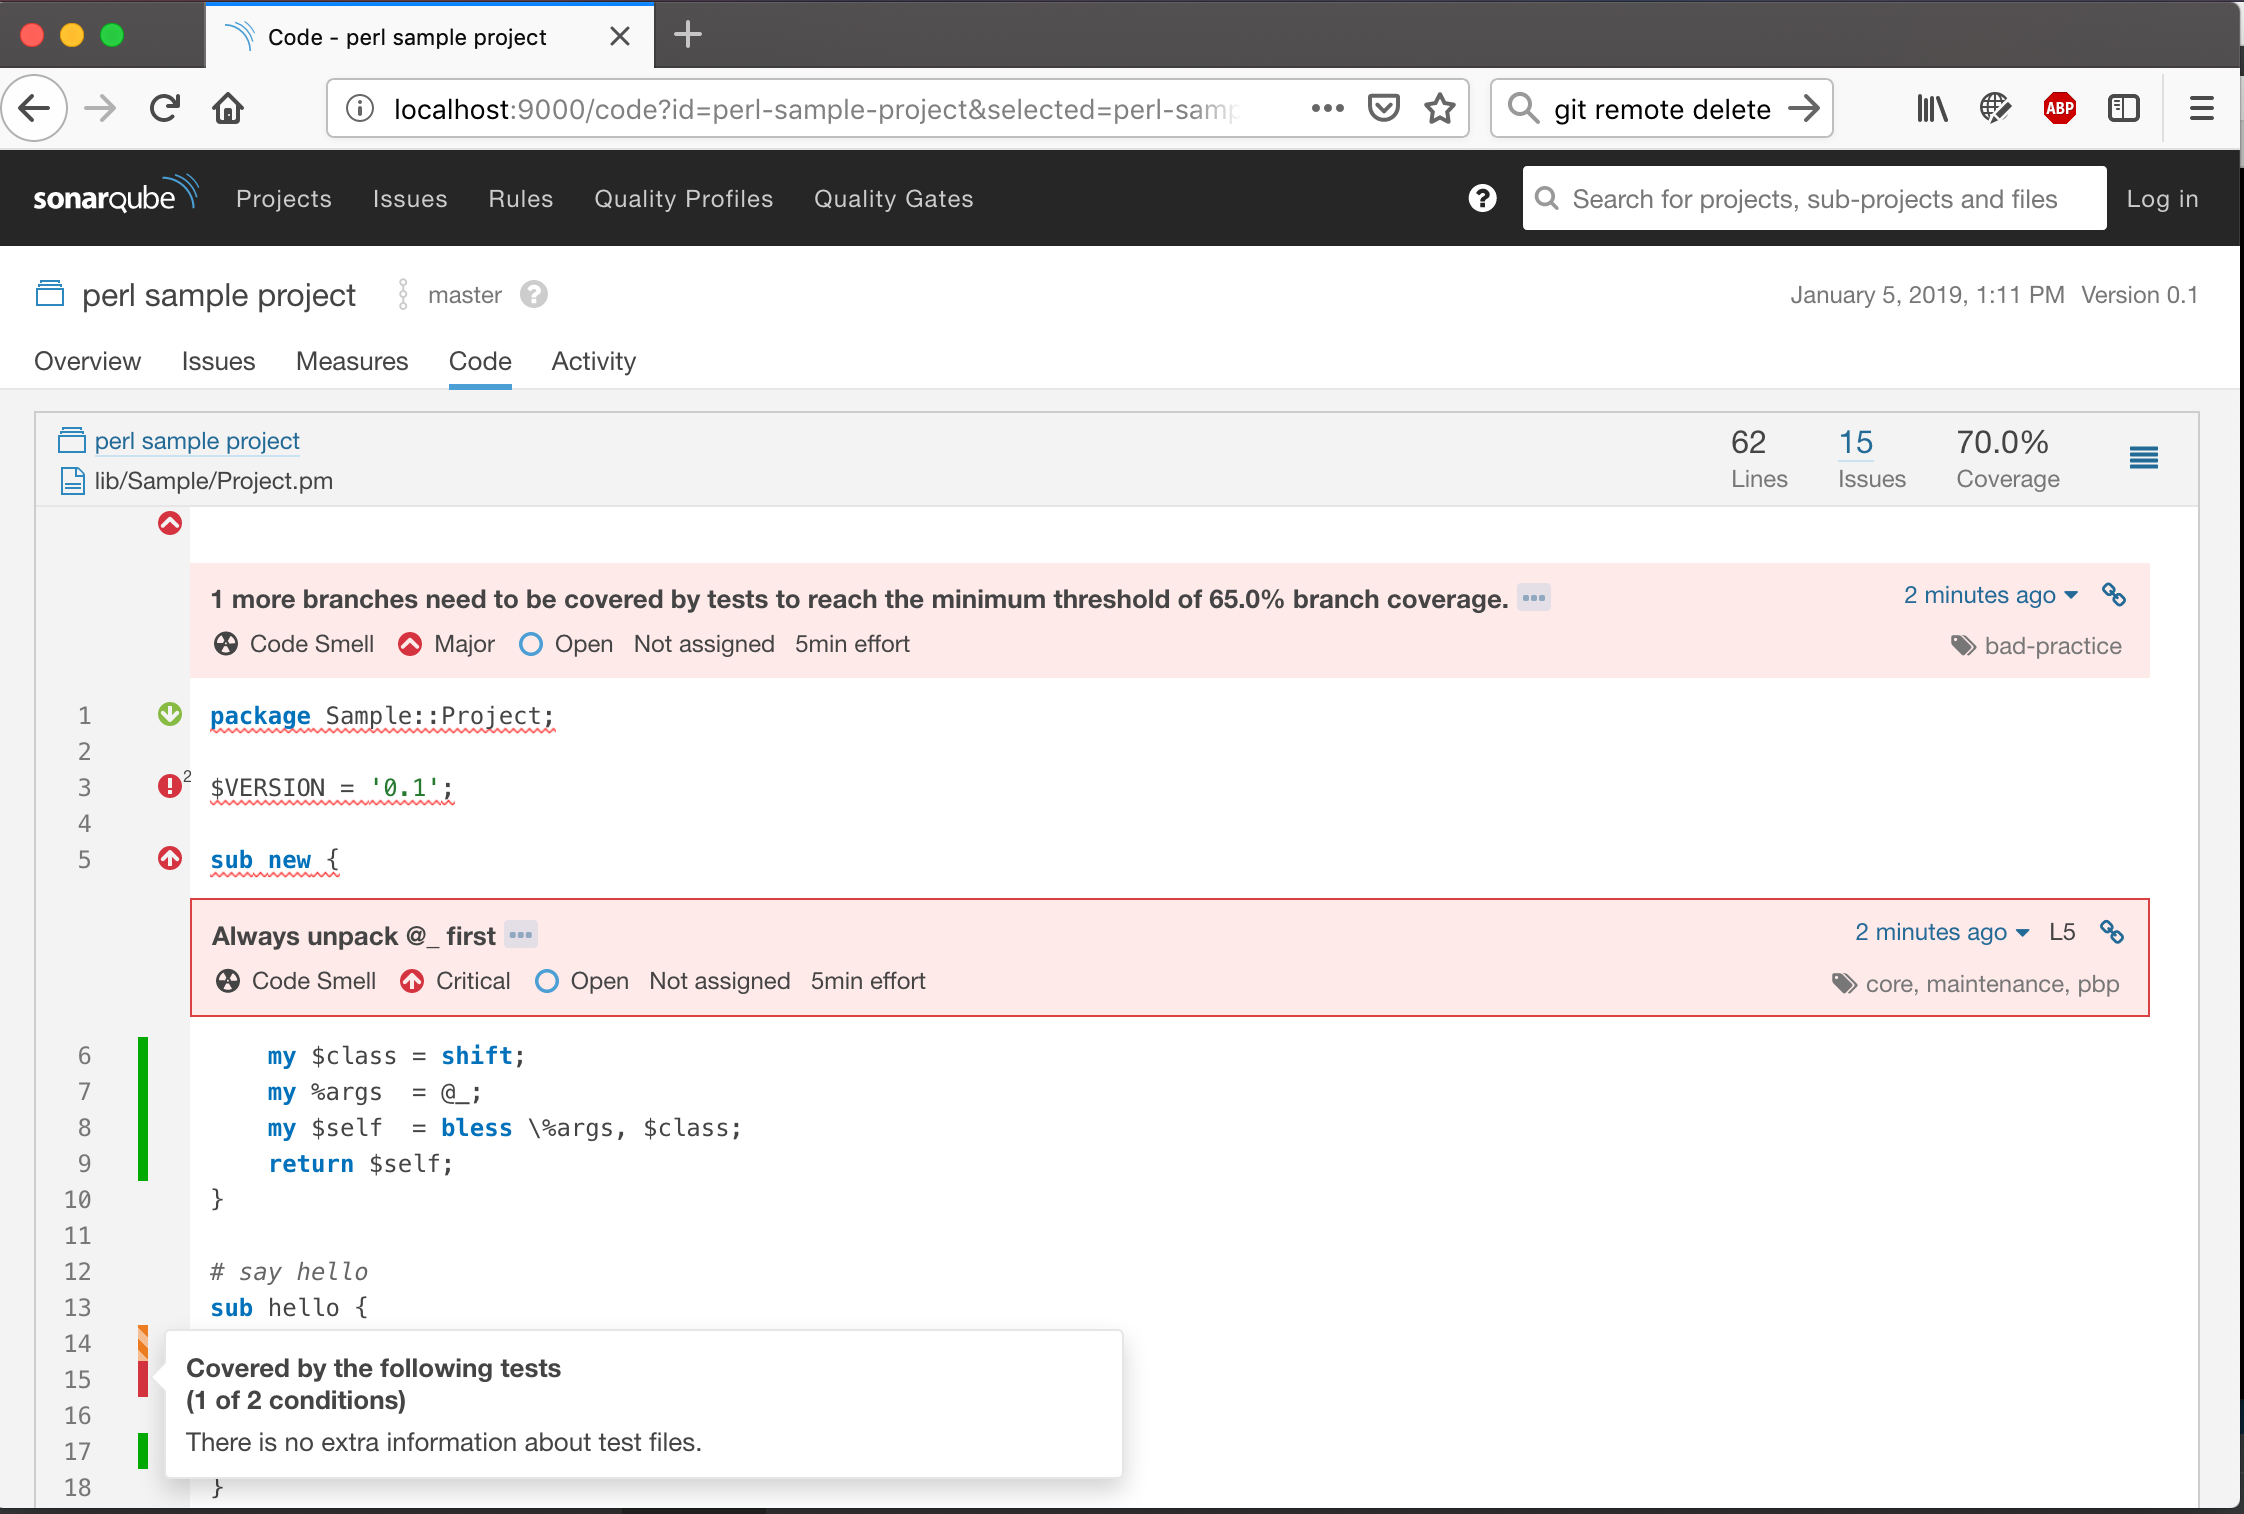 Code - perl sample project
localhost:9000/code?id=perl-sample-project&selected=perl-samp
git remote delete
ABP
sonarqube Projects Issues Rules Quality Profiles Quality Gates
? Search for projects, sub-projects and files Log in
perl sample project master ? January 5, 2019, 1:11 PM Version 0.1
Overview Issues Measures Code Activity
perl sample project
lib/Sample/Project.pm
62 15 70.0%
Lines Issues Coverage
1 more branches need to be covered by tests to reach the minimum threshold of 65.0% branch coverage. 2 minutes ago
Code Smell Major Open Not assigned 5min effort bad-practice
1 package Sample::Project;
2
3 2 $VERSION = '0.1';
4
5 sub new {
Always unpack @_ first 2 minutes ago L5
Code Smell Critical Open Not assigned 5min effort core, maintenance, pbp
6 my $class = shift;
7 my %args  = @_;
8 my $self  = bless \%args, $class;
9 return $self;
10 }
11
12 # say hello
13 sub hello {
14
15
16
17
18 }
Covered by the following tests
(1 of 2 conditions)
There is no extra information about test files.